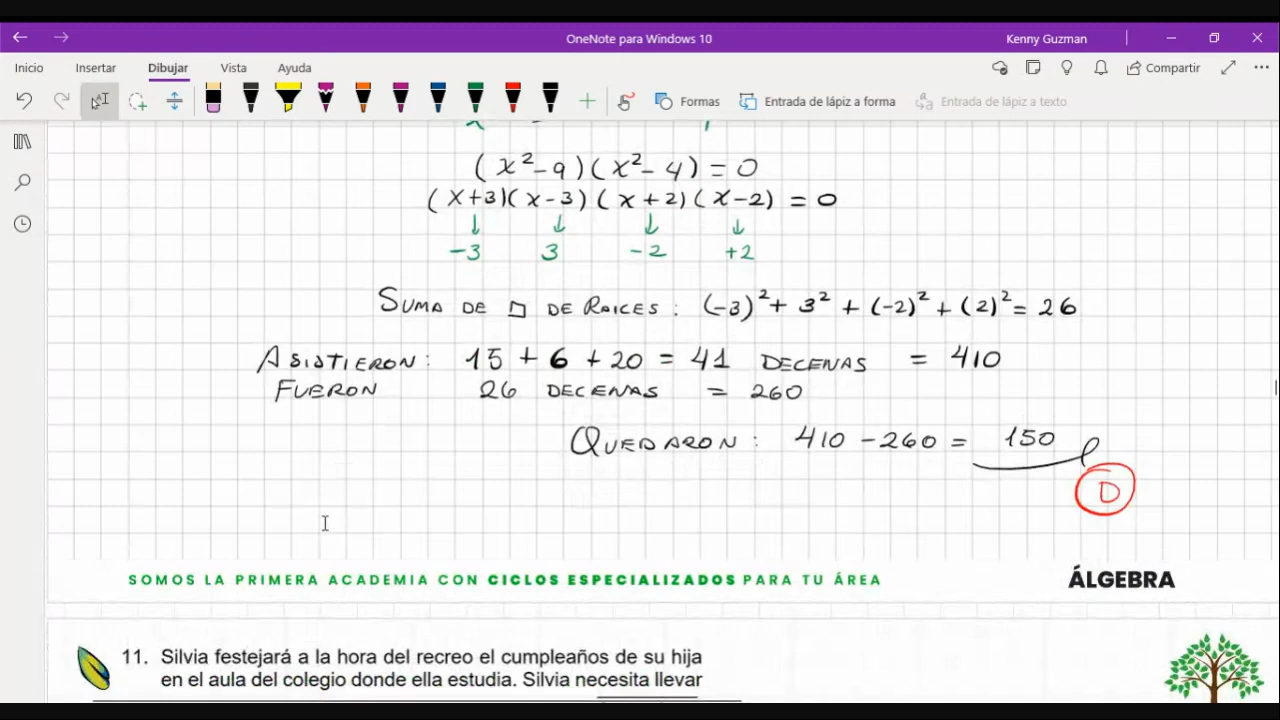 OneNote para Windows 10
Kenny Guzman
Inicio Insertar Dibujar Vista Ayuda
Compartir
Formas Entrada de lápiz a forma Entrada de lápiz a texto
(x²-9)(x²-4)=0
(x+3)(x-3)(x+2)(x-2) = 0
↓ ↓ ↓ ↓
-3 3 -2 +2
SUMA DE □ DE RAICES : (-3)² + 3² + (-2)² + (2)² = 26
ASISTIERON: 15 + 6 + 20 = 41 DECENAS = 410
FUERON 26 DECENAS = 260
QUEDARON : 410 - 260 = 150
D
SOMOS LA PRIMERA ACADEMIA CON CICLOS ESPECIALIZADOS PARA TU ÁREA
ÁLGEBRA
11. Silvia festejará a la hora del recreo el cumpleaños de su hija
en el aula del colegio donde ella estudia. Silvia necesita llevar